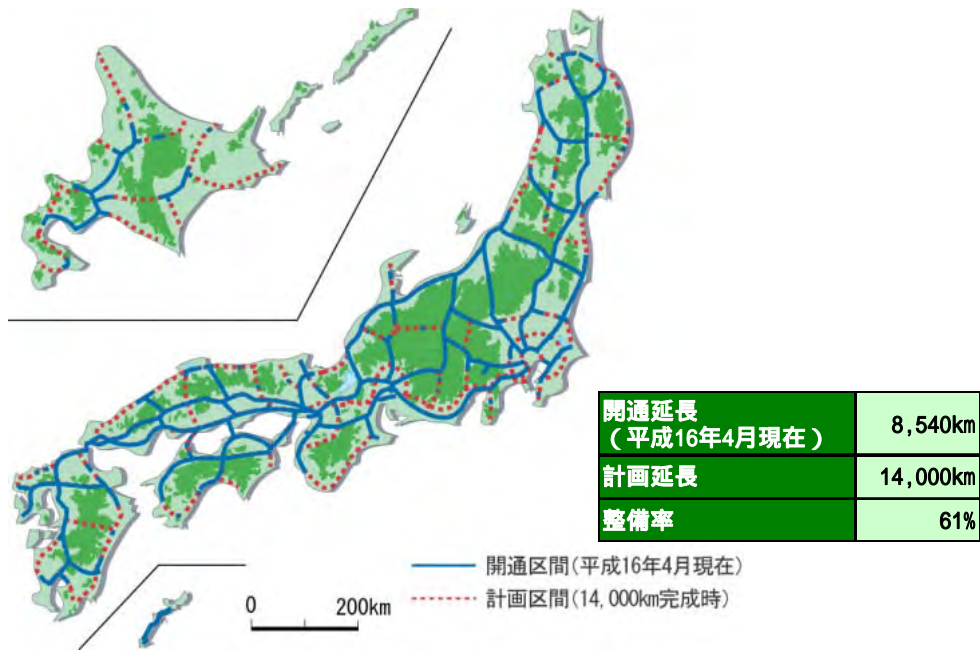 開通延長
（平成16年4月現在）
8,540km
計画延長
14,000km
整備率
61%
開通区間(平成16年4月現在)
計画区間(14,000km完成時)
0 200km